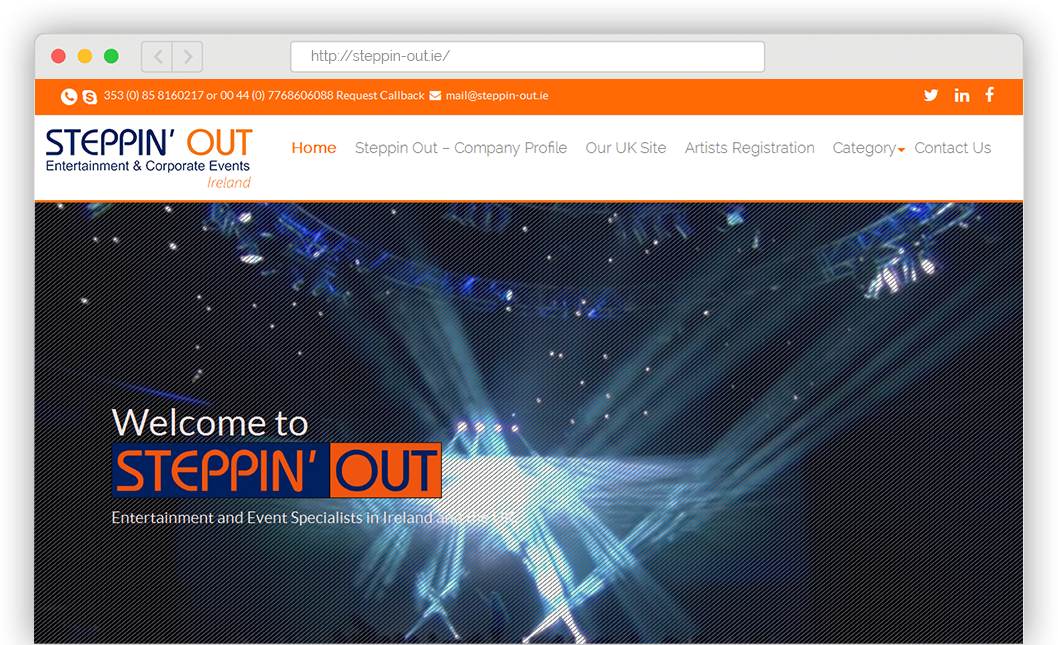 http://steppin-out.ie/
353 (0) 85 8160217 or 00 44 (0) 7768606088 Request Callback mail@steppin-out.ie
STEPPIN' OUT
Entertainment & Corporate Events
Ireland
Home Steppin Out – Company Profile Our UK Site Artists Registration Category Contact Us
Welcome to
STEPPIN' OUT
Entertainment and Event Specialists in Ireland and the UK